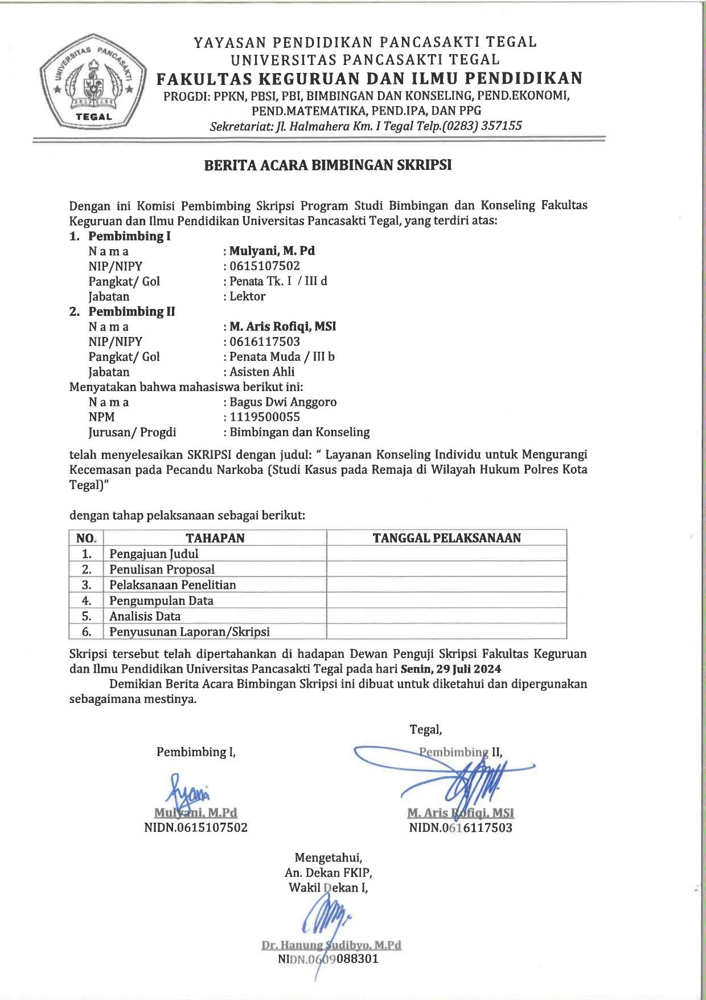 UNIVERSITAS PANCASAKTI
TEGAL
YAYASAN PENDIDIKAN PANCASAKTI TEGAL
UNIVERSITAS PANCASAKTI TEGAL
FAKULTAS KEGURUAN DAN ILMU PENDIDIKAN
PROGDI: PPKN, PBSI, PBI, BIMBINGAN DAN KONSELING, PEND.EKONOMI,
PEND.MATEMATIKA, PEND.IPA, DAN PPG
Sekretariat: Jl. Halmahera Km. I Tegal Telp.(0283) 357155
BERITA ACARA BIMBINGAN SKRIPSI
Dengan ini Komisi Pembimbing Skripsi Program Studi Bimbingan dan Konseling Fakultas
Keguruan dan Ilmu Pendidikan Universitas Pancasakti Tegal, yang terdiri atas:
1. Pembimbing I
N a m a : Mulyani, M. Pd
NIP/NIPY : 0615107502
Pangkat/ Gol : Penata Tk. I / III d
Jabatan : Lektor
2. Pembimbing II
N a m a : M. Aris Rofiqi, MSI
NIP/NIPY : 0616117503
Pangkat/ Gol : Penata Muda / III b
Jabatan : Asisten Ahli
Menyatakan bahwa mahasiswa berikut ini:
N a m a : Bagus Dwi Anggoro
NPM : 1119500055
Jurusan/ Progdi : Bimbingan dan Konseling
telah menyelesaikan SKRIPSI dengan judul: “ Layanan Konseling Individu untuk Mengurangi
Kecemasan pada Pecandu Narkoba (Studi Kasus pada Remaja di Wilayah Hukum Polres Kota
Tegal)”
dengan tahap pelaksanaan sebagai berikut:
NO. TAHAPAN TANGGAL PELAKSANAAN
1. Pengajuan Judul
2. Penulisan Proposal
3. Pelaksanaan Penelitian
4. Pengumpulan Data
5. Analisis Data
6. Penyusunan Laporan/Skripsi
Skripsi tersebut telah dipertahankan di hadapan Dewan Penguji Skripsi Fakultas Keguruan
dan Ilmu Pendidikan Universitas Pancasakti Tegal pada hari Senin, 29 Juli 2024
Demikian Berita Acara Bimbingan Skripsi ini dibuat untuk diketahui dan dipergunakan
sebagaimana mestinya.
Tegal,
Pembimbing I, Pembimbing II,
Mulyani, M.Pd M. Aris Rofiqi, MSI
NIDN.0615107502 NIDN.0616117503
Mengetahui,
An. Dekan FKIP,
Wakil Dekan I,
Dr. Hanung Sudibyo, M.Pd
NIDN.0609088301